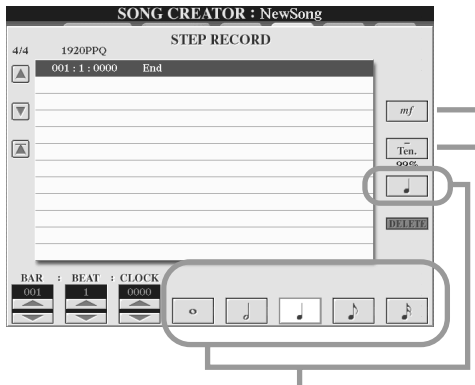 SONG CREATOR : NewSong
STEP RECORD
4/4 1920PPQ
001 : 1 : 0000 End
mf
Ten.
99%
DELETE
BAR : BEAT : CLOCK
001 1 0000